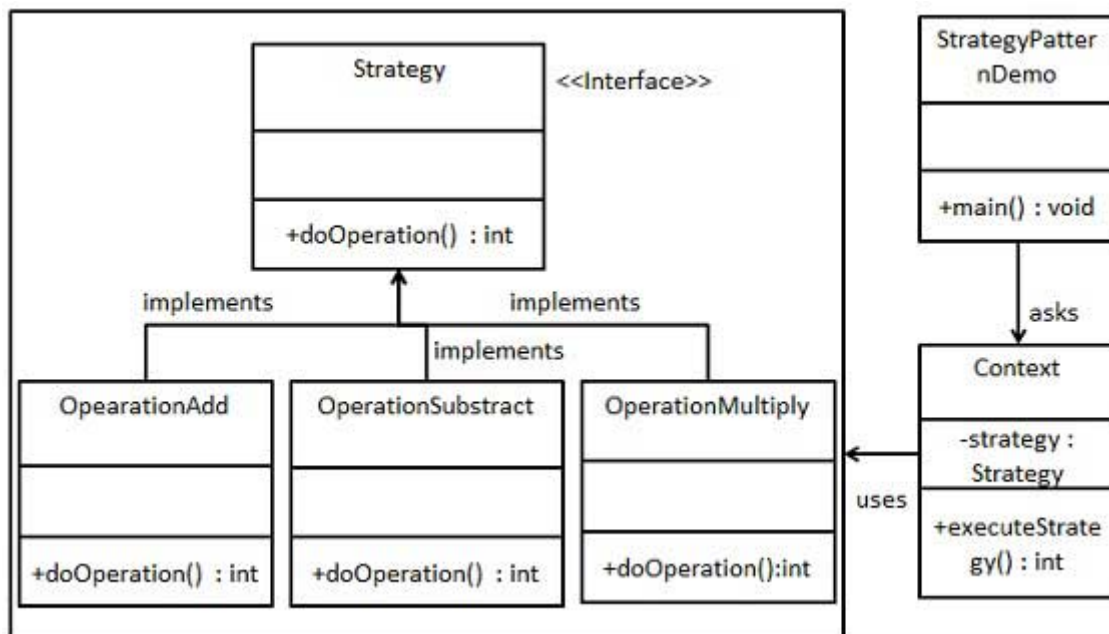 Strategy
<<Interface>>
+doOperation() : int
implements
implements
implements
OpearationAdd
+doOperation() : int
OperationSubstract
+doOperation() : int
OperationMultiply
+doOperation():int
StrategyPatter
nDemo
+main() : void
asks
Context
-strategy :
Strategy
+executeStrate
gy() : int
uses